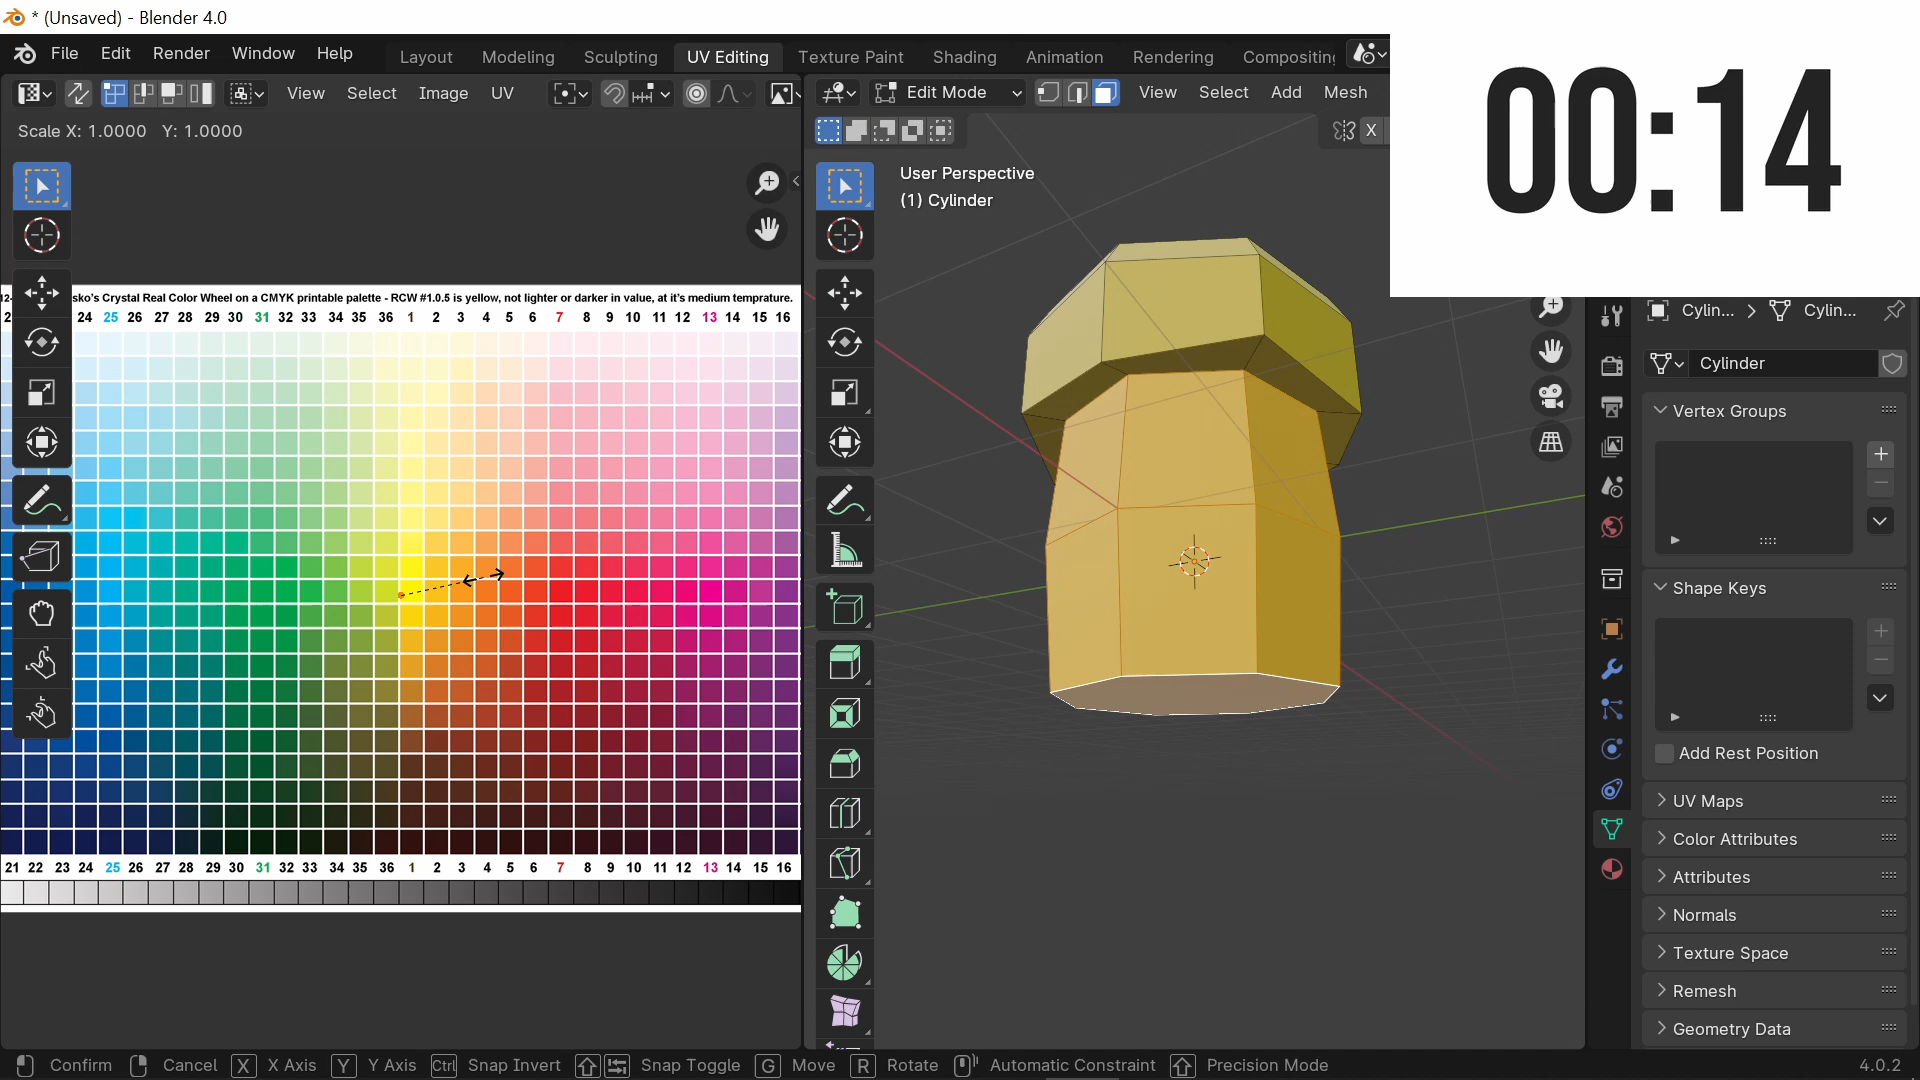 * (Unsaved) - Blender 4.0
File Edit Render Window Help Layout Modeling Sculpting UV Editing Texture Paint Shading Animation Rendering Compositing
00:14
View Select Image UV
Edit Mode View Select Add Mesh
Scale X: 1.0000 Y: 1.0000
X
User Perspective
(1) Cylinder
12- sko's Crystal Real Color Wheel on a CMYK printable palette - RCW #1.0.5 is yellow, not lighter or darker in value, at it's medium temprature.
2 24 25 26 27 28 29 30 31 32 33 34 35 36 1 2 3 4 5 6 7 8 9 10 11 12 13 14 15 16
21 22 23 24 25 26 27 28 29 30 31 32 33 34 35 36 1 2 3 4 5 6 7 8 9 10 11 12 13 14 15 16
Cylin... > Cylin...
Cylinder
Vertex Groups
Shape Keys
Add Rest Position
UV Maps
Color Attributes
Attributes
Normals
Texture Space
Remesh
Geometry Data
Confirm Cancel X X Axis Y Y Axis Ctrl Snap Invert Snap Toggle G Move R Rotate Automatic Constraint Precision Mode 4.0.2